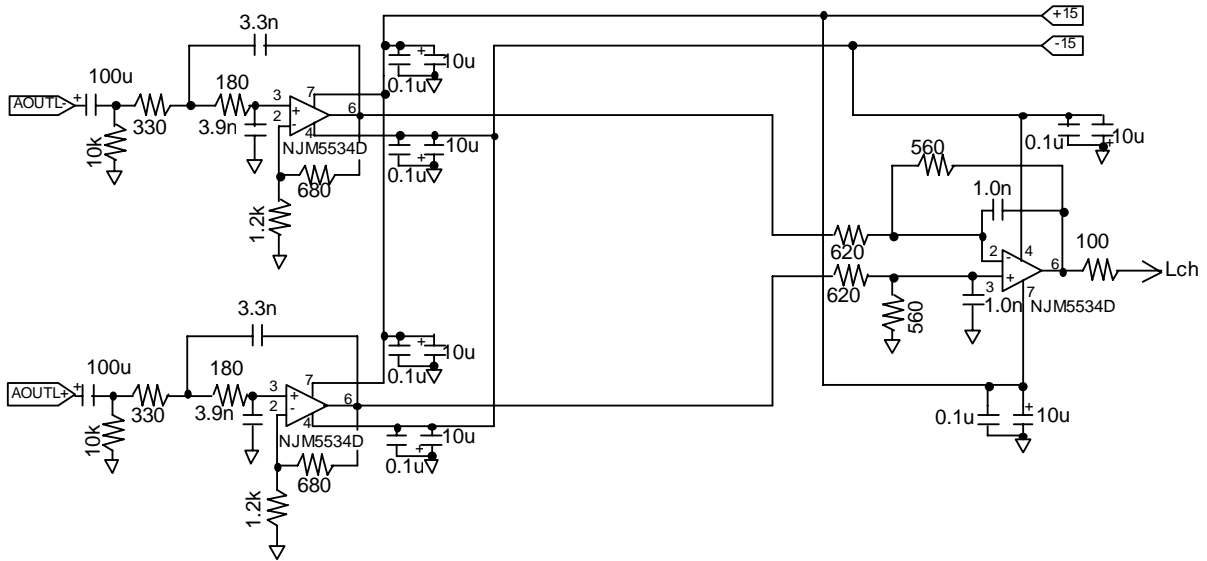 +15
-15
3.3n
10u
0.1u
100u
180
AOUTL-
+
330
3.9n
10k
3
+
2
-
7
6
4
NJM5534D
+
10u
0.1u
+
680
1.2k
+
10u
0.1u
+
560
1.0n
620
620
2
-
4
6
+
3
7
100
Lch
1.0n
NJM5534D
560
3.3n
+
10u
0.1u
100u
180
AOUTL+
+
330
3.9n
10k
3
+
2
-
7
6
4
NJM5534D
10u
0.1u
+
680
1.2k
0.1u
+
10u